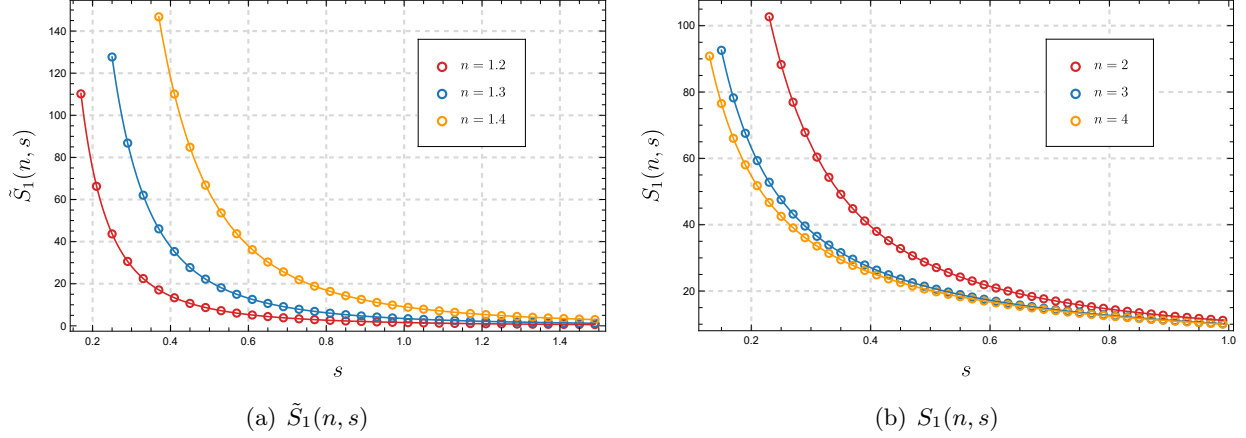 140
120
100
80
60
40
20
0
S̃₁(n, s)
n = 1.2
n = 1.3
n = 1.4
0.2 0.4 0.6 0.8 1.0 1.2 1.4
s
(a) S̃₁(n, s)
100
80
60
40
20
S₁(n, s)
n = 2
n = 3
n = 4
0.2 0.4 0.6 0.8 1.0
s
(b) S₁(n, s)